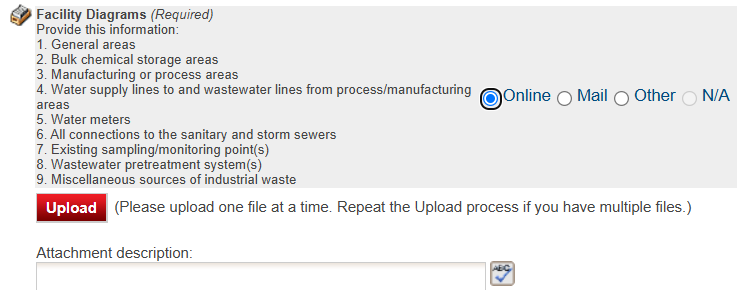 Facility Diagrams (Required)
Provide this information:
1. General areas
2. Bulk chemical storage areas
3. Manufacturing or process areas
4. Water supply lines to and wastewater lines from process/manufacturing
areas
5. Water meters
6. All connections to the sanitary and storm sewers
7. Existing sampling/monitoring point(s)
8. Wastewater pretreatment system(s)
9. Miscellaneous sources of industrial waste
Online Mail Other N/A
Upload (Please upload one file at a time. Repeat the Upload process if you have multiple files.)
Attachment description:
ABC